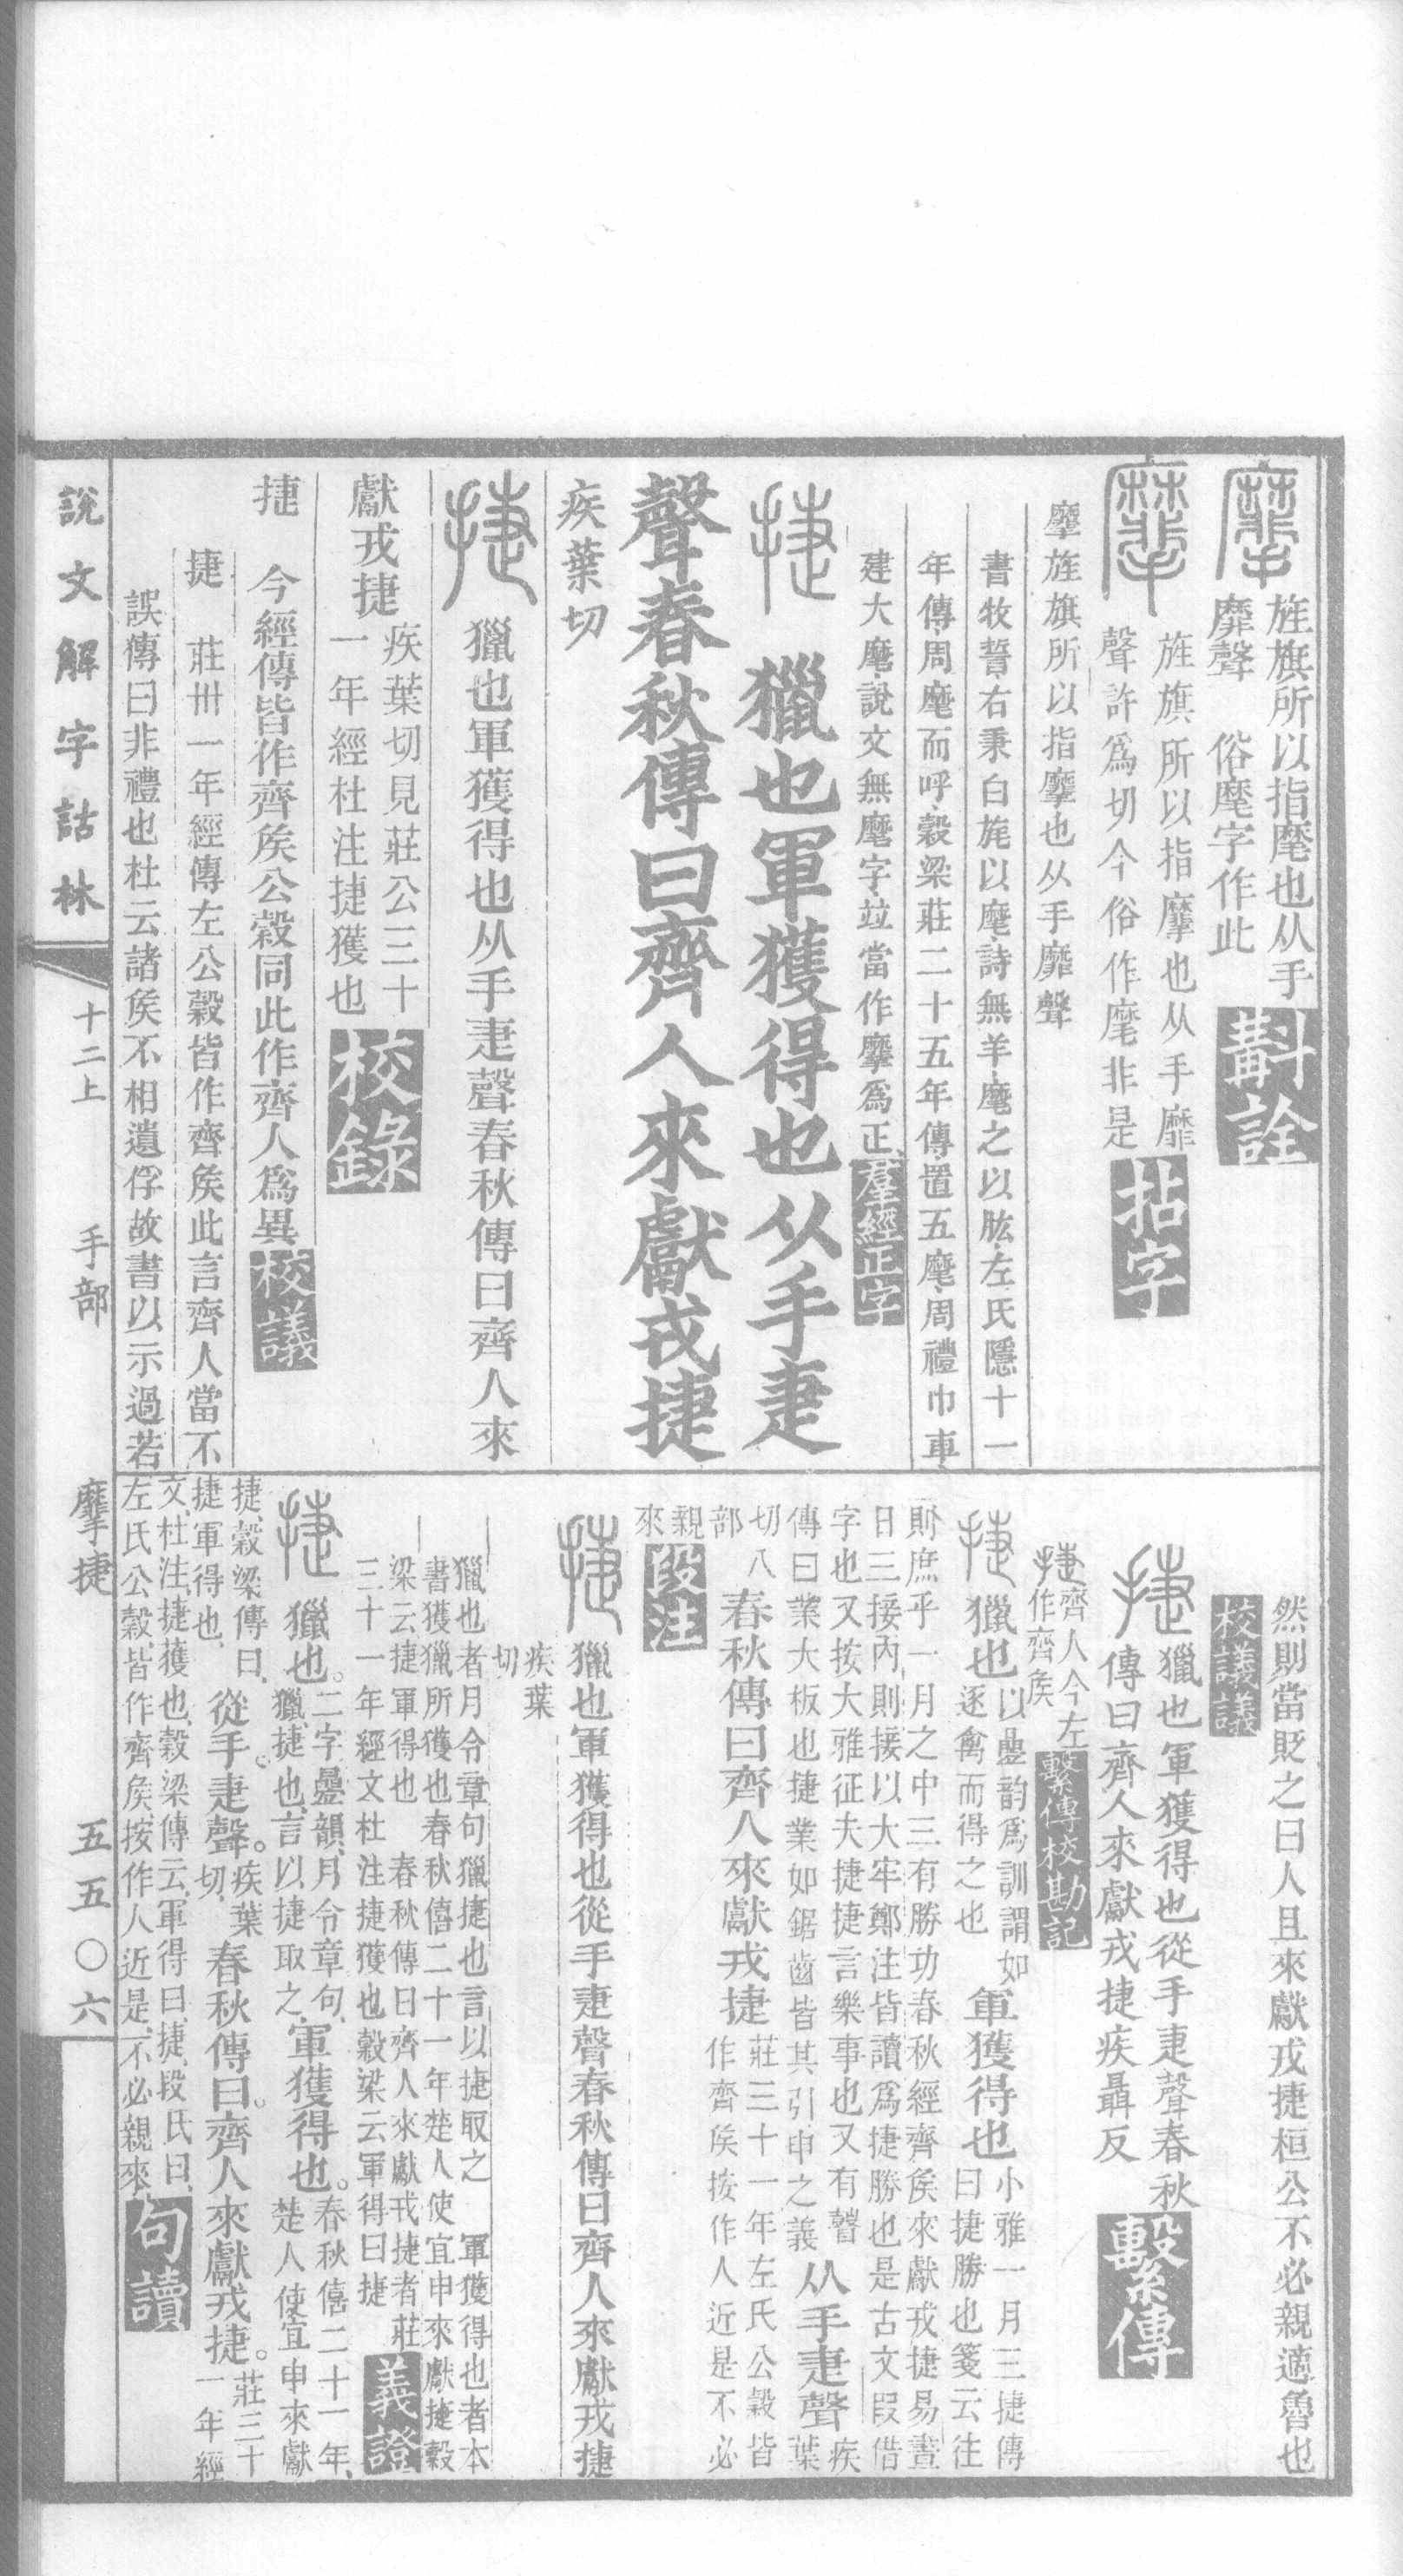 旌旗所以指麾也从手
靡聲　俗麾字作此
斠詮
旌旗所以指摩也从手靡
聲許爲切今俗作麾非是
拈字
摩旌旗所以指摩也从手靡聲
書牧誓右秉白旄以麾詩無羊麾之以肱左氏隱十一
年傳周麾而呼穀梁莊二十五年傳置五麾周禮巾車
建大麾說文無麾字竝當作摩爲正
羣經正字
捷　獵也軍獲得也从手疌
聲春秋傳曰齊人來獻戎捷
疾葉切
捷　獵也軍獲得也从手疌聲春秋傳曰齊人來
獻戎捷
疾葉切見莊公三十
一年經杜注捷獲也
校錄
捷　今經傳皆作齊矦公穀同此作齊人爲異
校議
捷　莊卅一年經傳左公穀皆作齊矦此言齊人當不
誤傳曰非禮也杜云諸矦不相遺俘故書以示過若
然則當貶之曰人且來獻戎捷桓公不必親適魯也
校議議
捷　獵也軍獲得也從手疌聲春秋
傳曰齊人來獻戎捷疾聶反
繫傳
捷　齊人今左
作齊矦
繫傳校勘記
捷　獵也
以疊韵爲訓謂如
逐禽而得之也
軍獲得也
小雅一月三捷傳
曰捷勝也箋云往
則庶乎一月之中三有勝功春秋經齊矦來獻戎捷易晝
日三接內則接以大牢鄭注皆讀爲捷勝也是古文叚借
字也又按大雅征夫捷捷言樂事也又有瞽
傳曰業大板也捷業如鋸齒皆其引申之義
从手疌聲
疾葉
切八
部
春秋傳曰齊人來獻戎捷
莊三十一年左氏公穀皆
作齊矦按作人近是不必
親來
段注
捷　獵也軍獲得也從手疌聲春秋傳曰齊人來獻戎捷
疾葉
切
獵也者月令章句獵捷也言以捷取之　軍獲得也者本
書獲獵所獲也春秋僖二十一年楚人使宜申來獻捷穀
梁云捷軍得也　春秋傳曰齊人來獻戎捷者莊
三十一年經文杜注捷獲也穀梁云軍得曰捷
義證
捷　獵也。
二字疊韻、月令章句、
獵、捷也、言以捷取之、
軍獲得也。
春秋僖二十一年、
楚人使宜申來獻
捷、穀梁傳曰、
捷、軍得也、
從手。疌聲。
疾葉
切、
春秋傳曰。齊人來獻戎捷。
莊三十
一年經
文、杜注、捷獲也、穀梁傳云、軍得曰捷、段氏曰、
左氏公穀、皆作齊矦、按作人近是、不必親來、
句讀
說文解字詁林
十二上　手部　摩捷
五五〇六